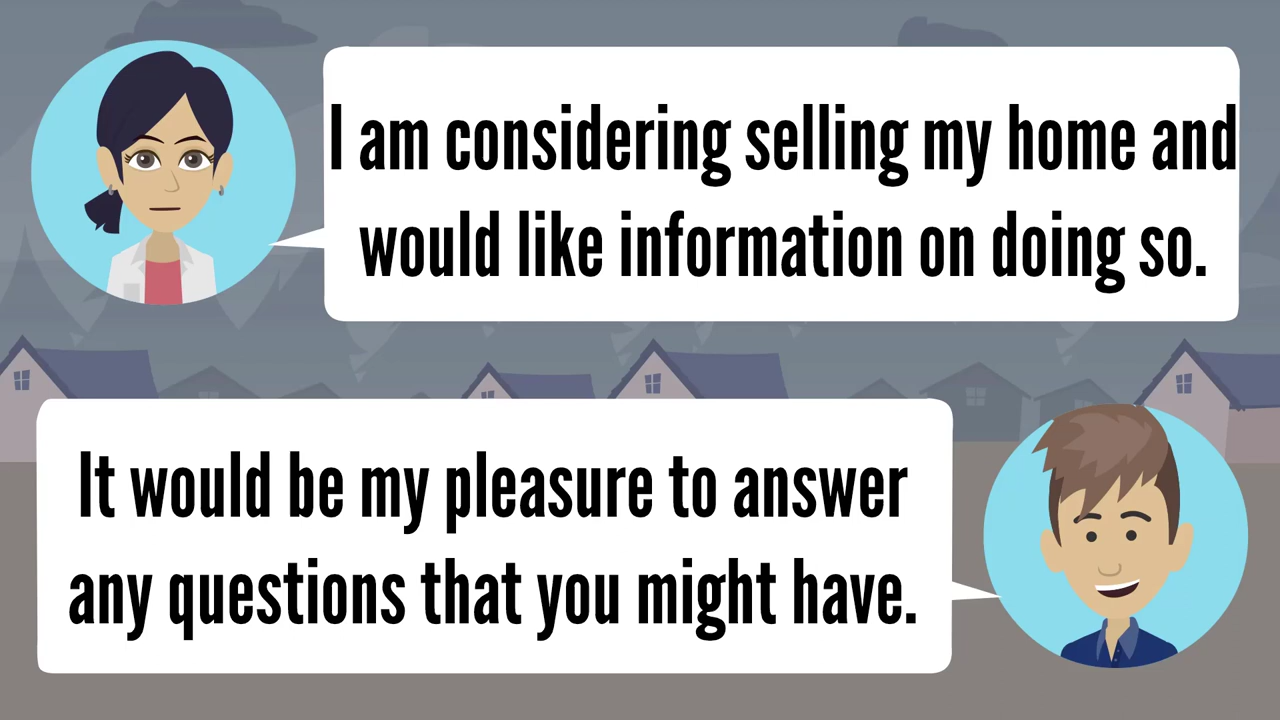 I am considering selling my home and
would like information on doing so.
It would be my pleasure to answer
any questions that you might have.